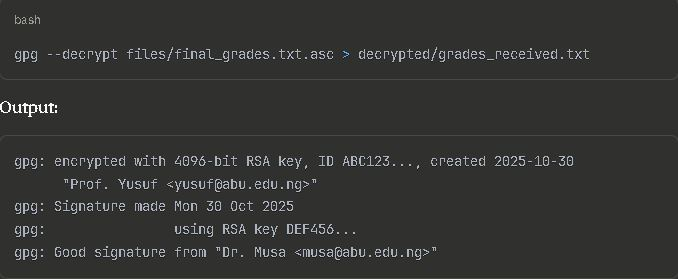 bash
gpg --decrypt files/final_grades.txt.asc > decrypted/grades_received.txt
Output:
gpg: encrypted with 4096-bit RSA key, ID ABC123..., created 2025-10-30
"Prof. Yusuf <yusuf@abu.edu.ng>"
gpg: Signature made Mon 30 Oct 2025
gpg: using RSA key DEF456...
gpg: Good signature from "Dr. Musa <musa@abu.edu.ng>"